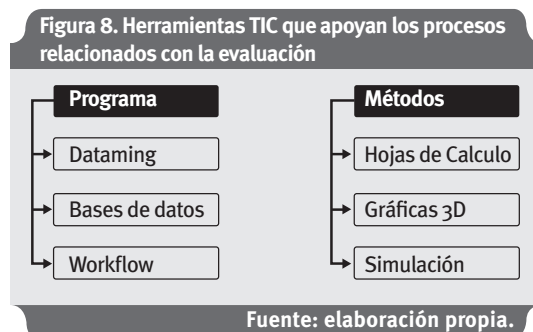 Figura 8. Herramientas TIC que apoyan los procesos
relacionados con la evaluación
Programa
Dataming
Bases de datos
Workflow
Métodos
Hojas de Calculo
Gráficas 3D
Simulación
Fuente: elaboración propia.